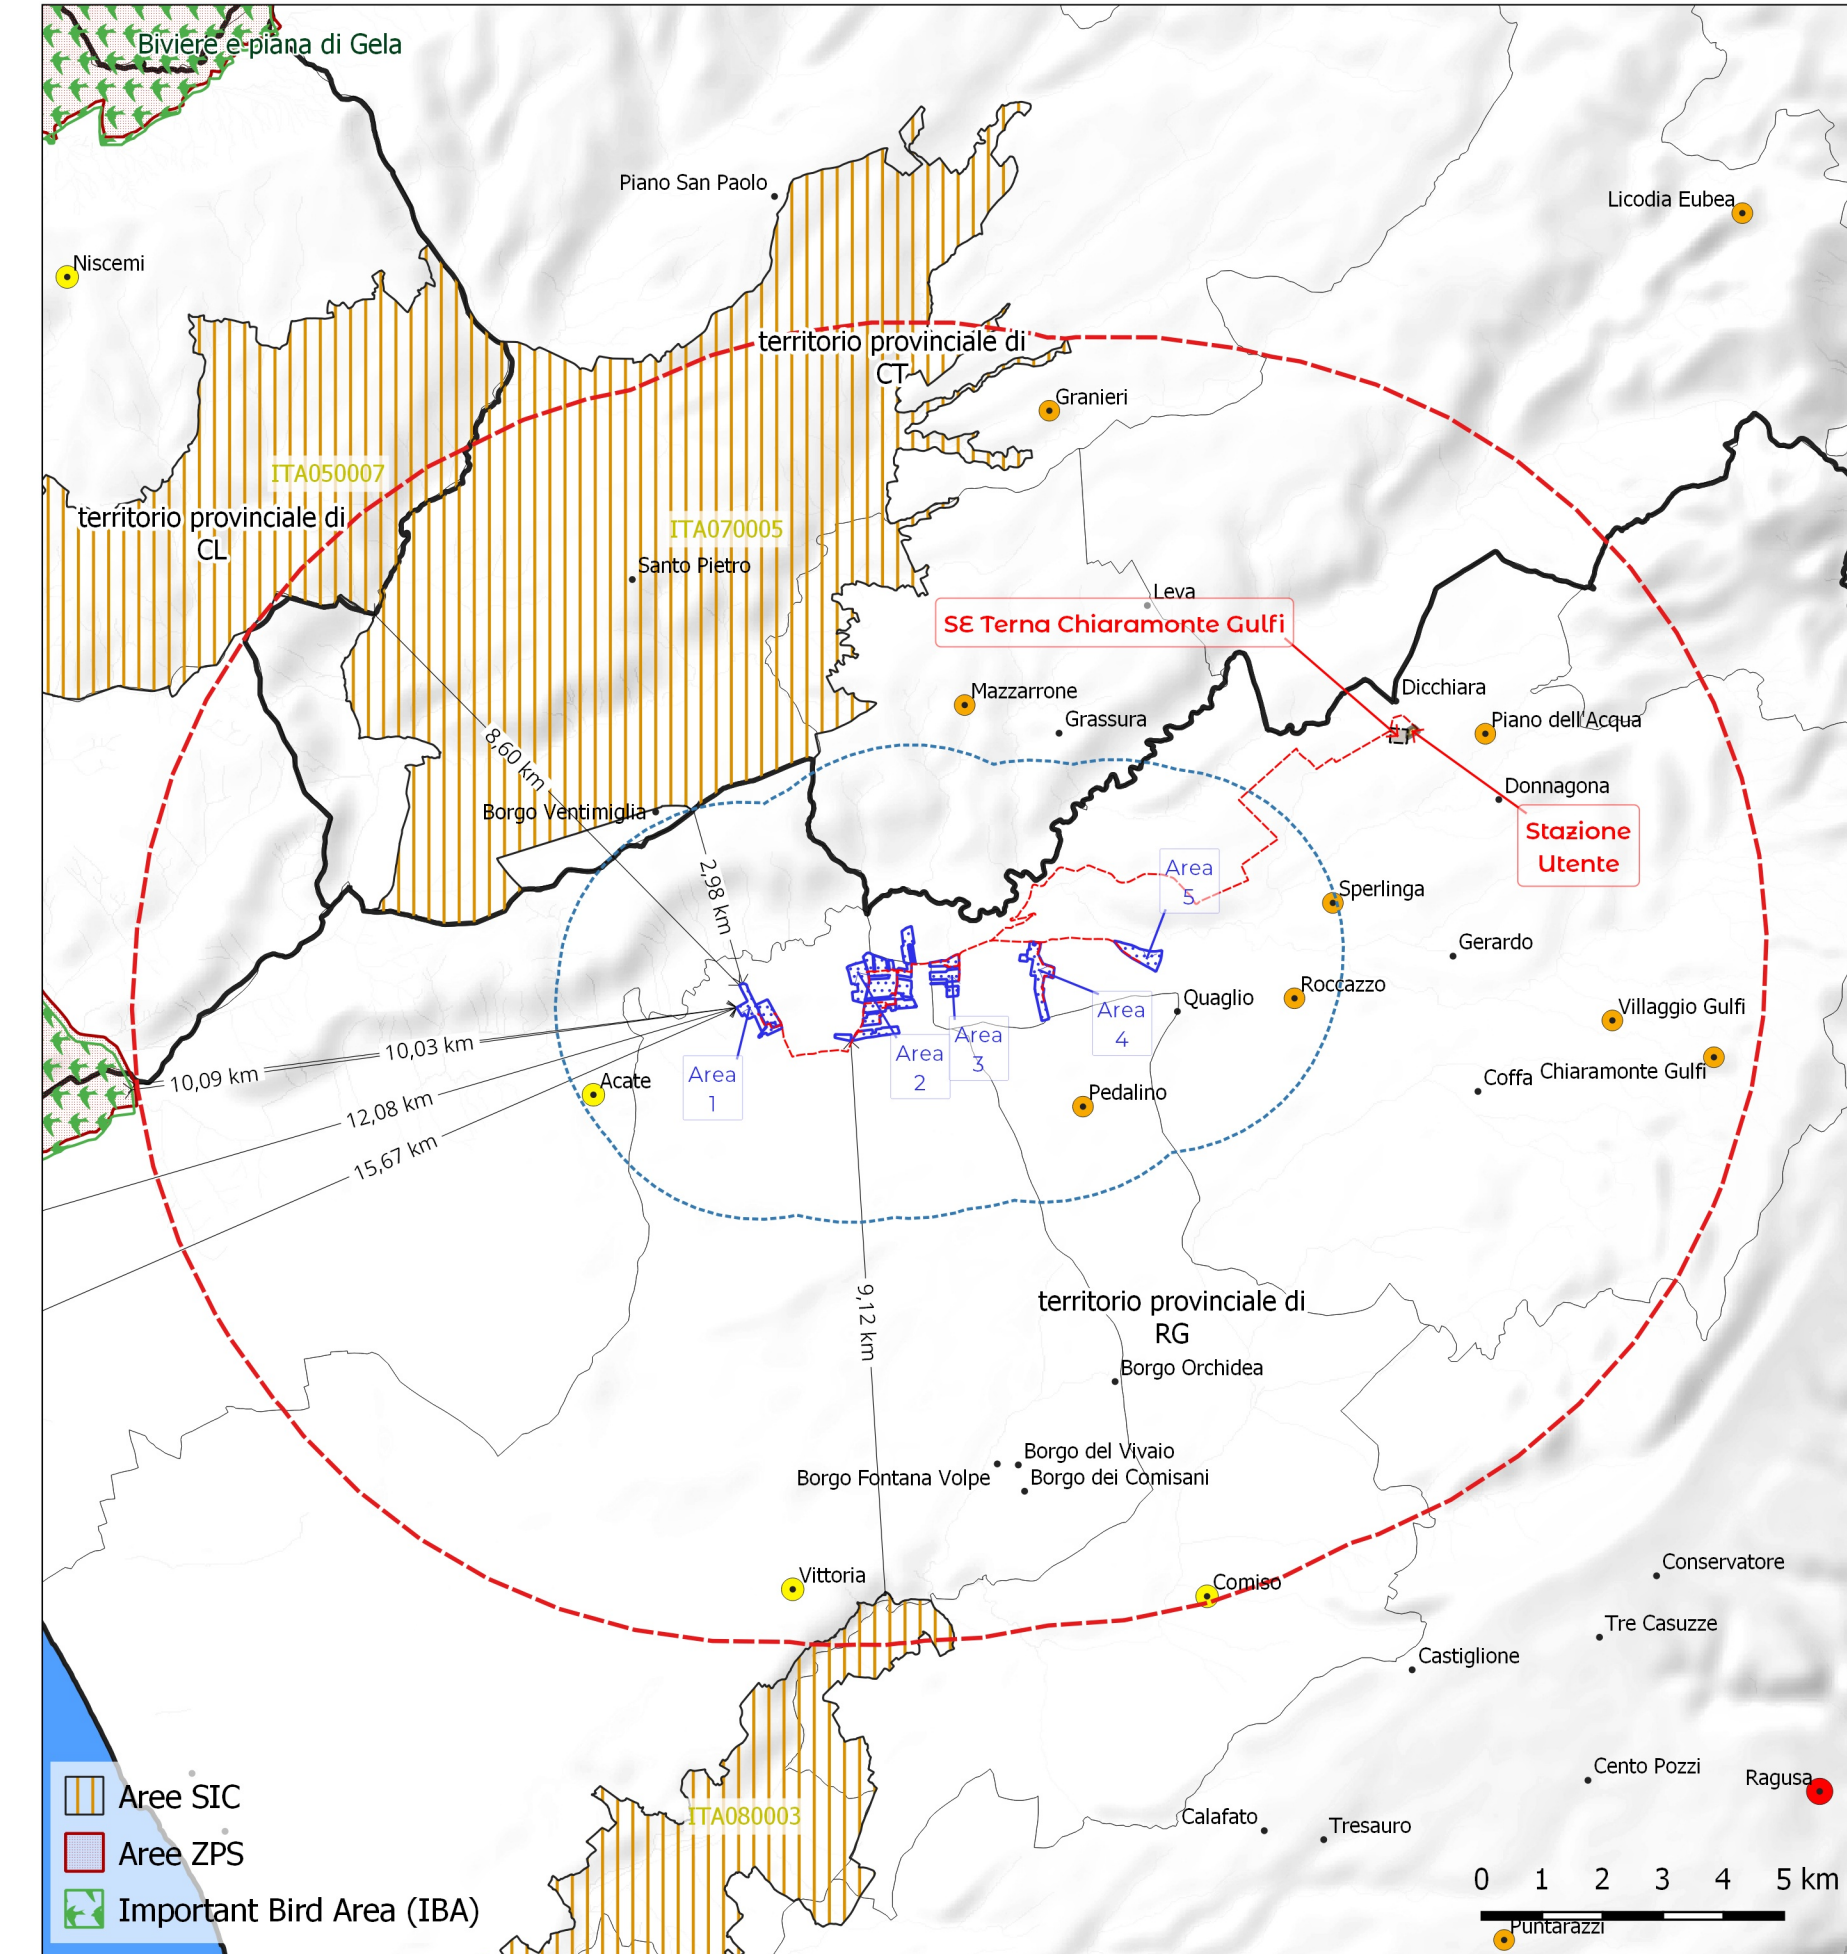 Biviere e piana di Gela
Piano San Paolo
Licodia Eubea
Niscemi
territorio provinciale di
CT
Granieri
ITA050007
territorio provinciale di
CL
ITA070005
Santo Pietro
Leva
SE Terna Chiaramonte Gulfi
Mazzarrone
Dicchiara
Grassura
Piano dell'Acqua
8,60 km
Donnagona
Borgo Ventimiglia
Stazione
Utente
2,98 km
Area
5
Sperlinga
Gerardo
Roccazzo
Quaglio
Villaggio Gulfi
Area
4
10,03 km
Area
3
Area
2
10,09 km
Acate
Area
1
Coffa
Chiaramonte Gulfi
Pedalino
12,08 km
15,67 km
9,12 km
territorio provinciale di
RG
Borgo Orchidea
Borgo del Vivaio
Borgo Fontana Volpe
Borgo dei Comisani
Vittoria
Comiso
Conservatore
Tre Casuzze
Castiglione
Cento Pozzi
Ragusa
ITA080003
Calafato
Tresauro
Aree SIC
Aree ZPS
Important Bird Area (IBA)
0 1 2 3 4 5 km
Puntarazzi